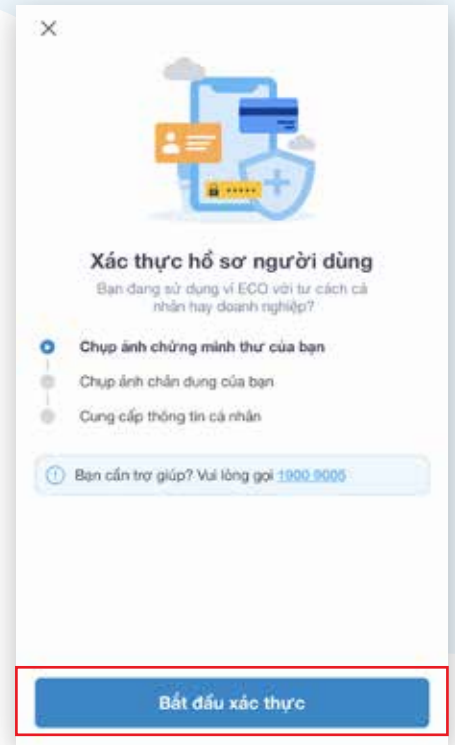 Xác thực hồ sơ người dùng
Bạn đang sử dụng ví ECO với tư cách cá
nhân hay doanh nghiệp?
Chụp ảnh chứng minh thư của bạn
Chụp ảnh chân dung của bạn
Cung cấp thông tin cá nhân
Bạn cần trợ giúp? Vui lòng gọi 1900 9005
Bắt đầu xác thực